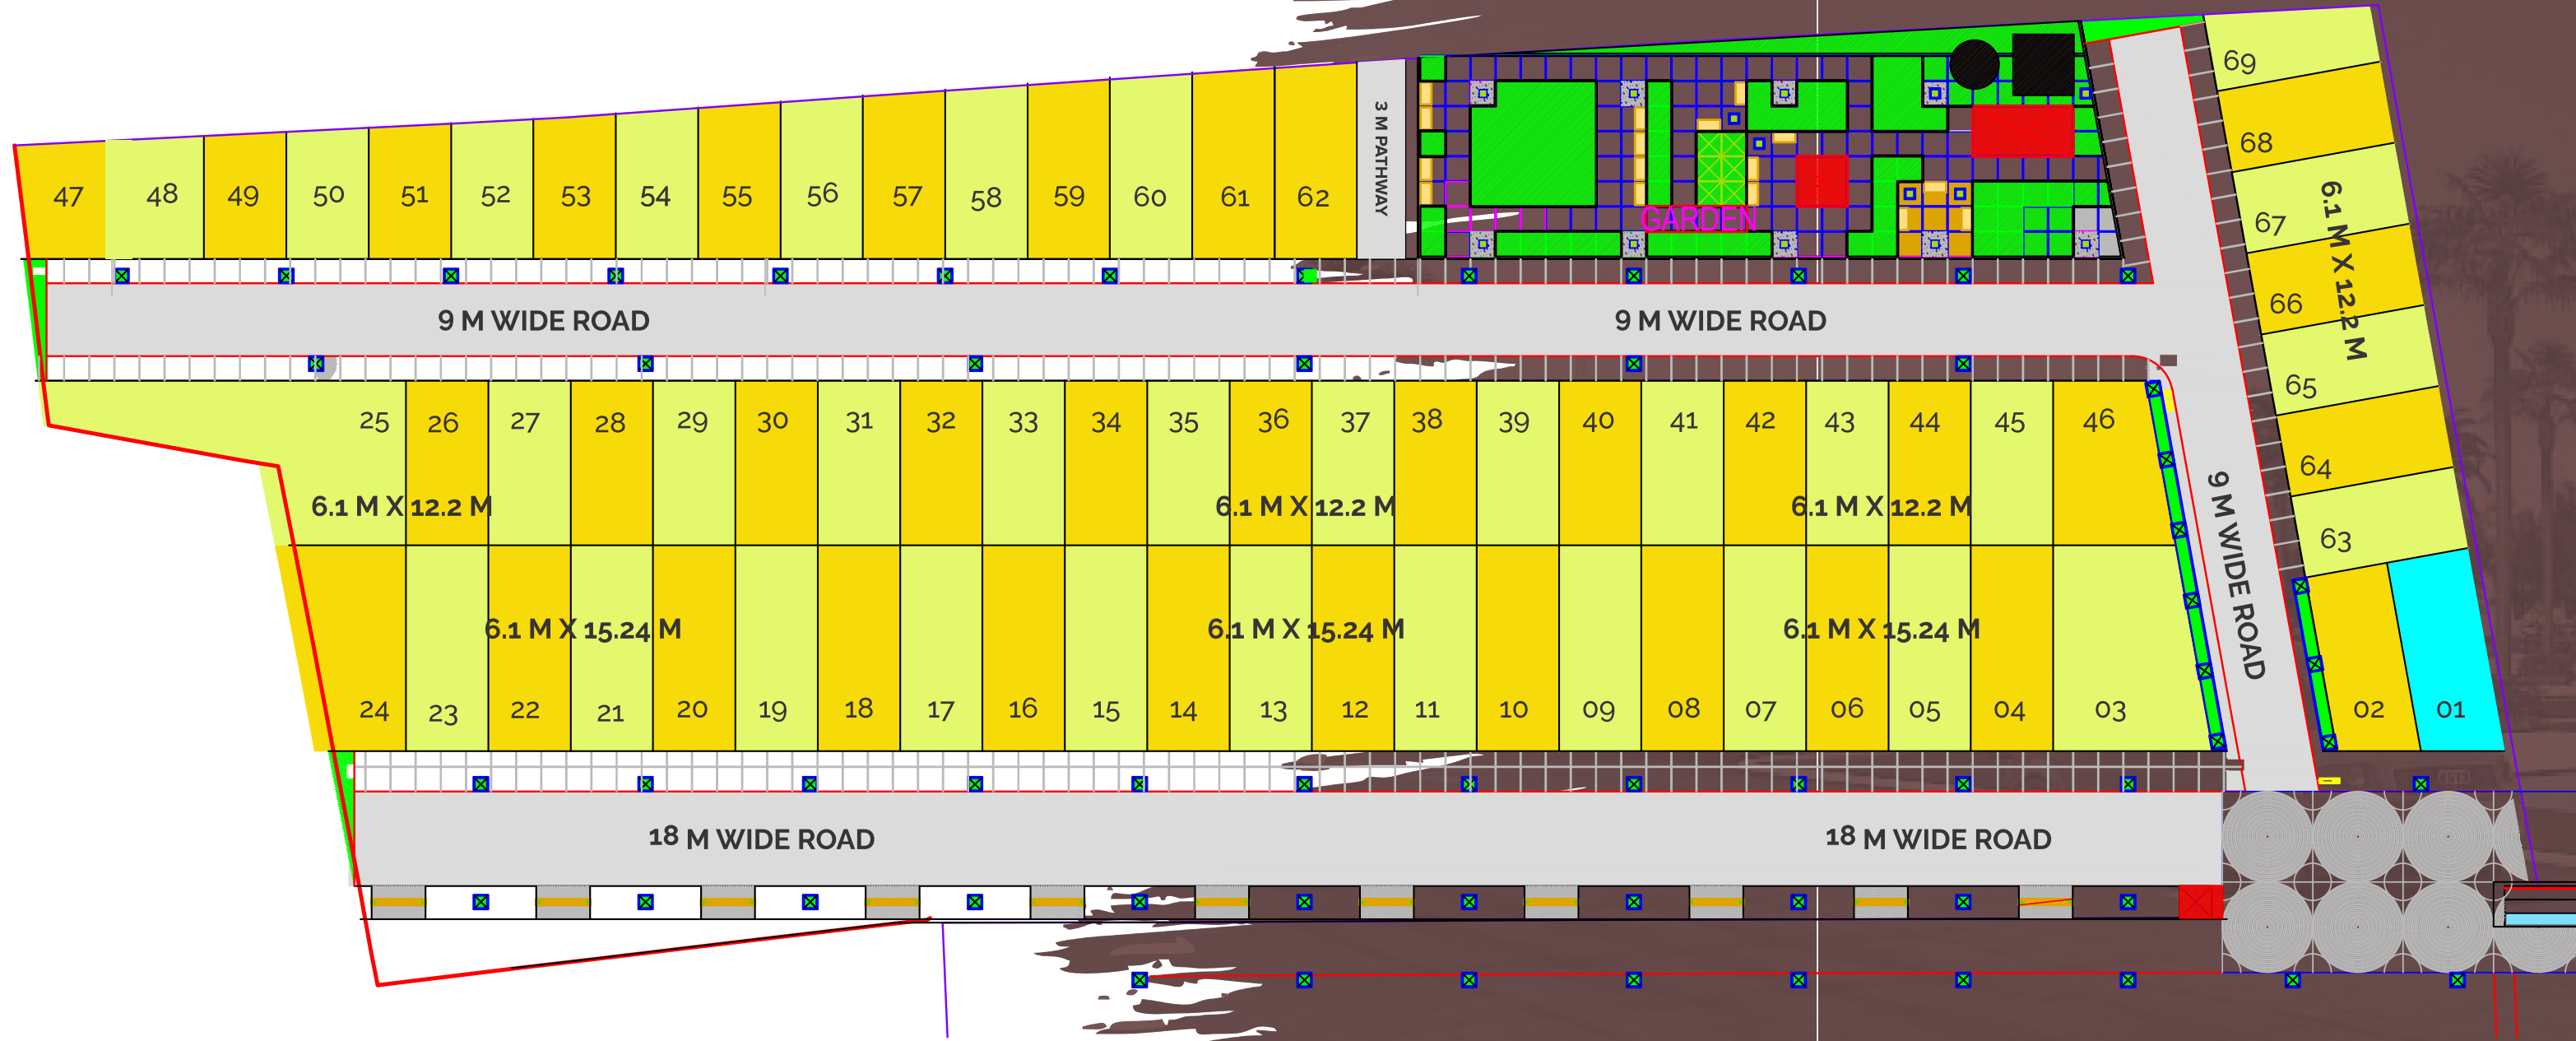 69
68
67
66
65
64
63
6.1 M X 12.2 M
47 48 49 50 51 52 53 54 55 56 57 58 59 60 61 62
3 M PATHWAY
GARDEN
9 M WIDE ROAD
9 M WIDE ROAD
25 26 27 28 29 30 31 32 33 34 35 36 37 38 39 40 41 42 43 44 45 46
6.1 M X 12.2 M
6.1 M X 12.2 M
6.1 M X 12.2 M
9 M WIDE ROAD
6.1 M X 15.24 M
6.1 M X 15.24 M
6.1 M X 15.24 M
24 23 22 21 20 19 18 17 16 15 14 13 12 11 10 09 08 07 06 05 04 03
02 01
18 M WIDE ROAD
18 M WIDE ROAD